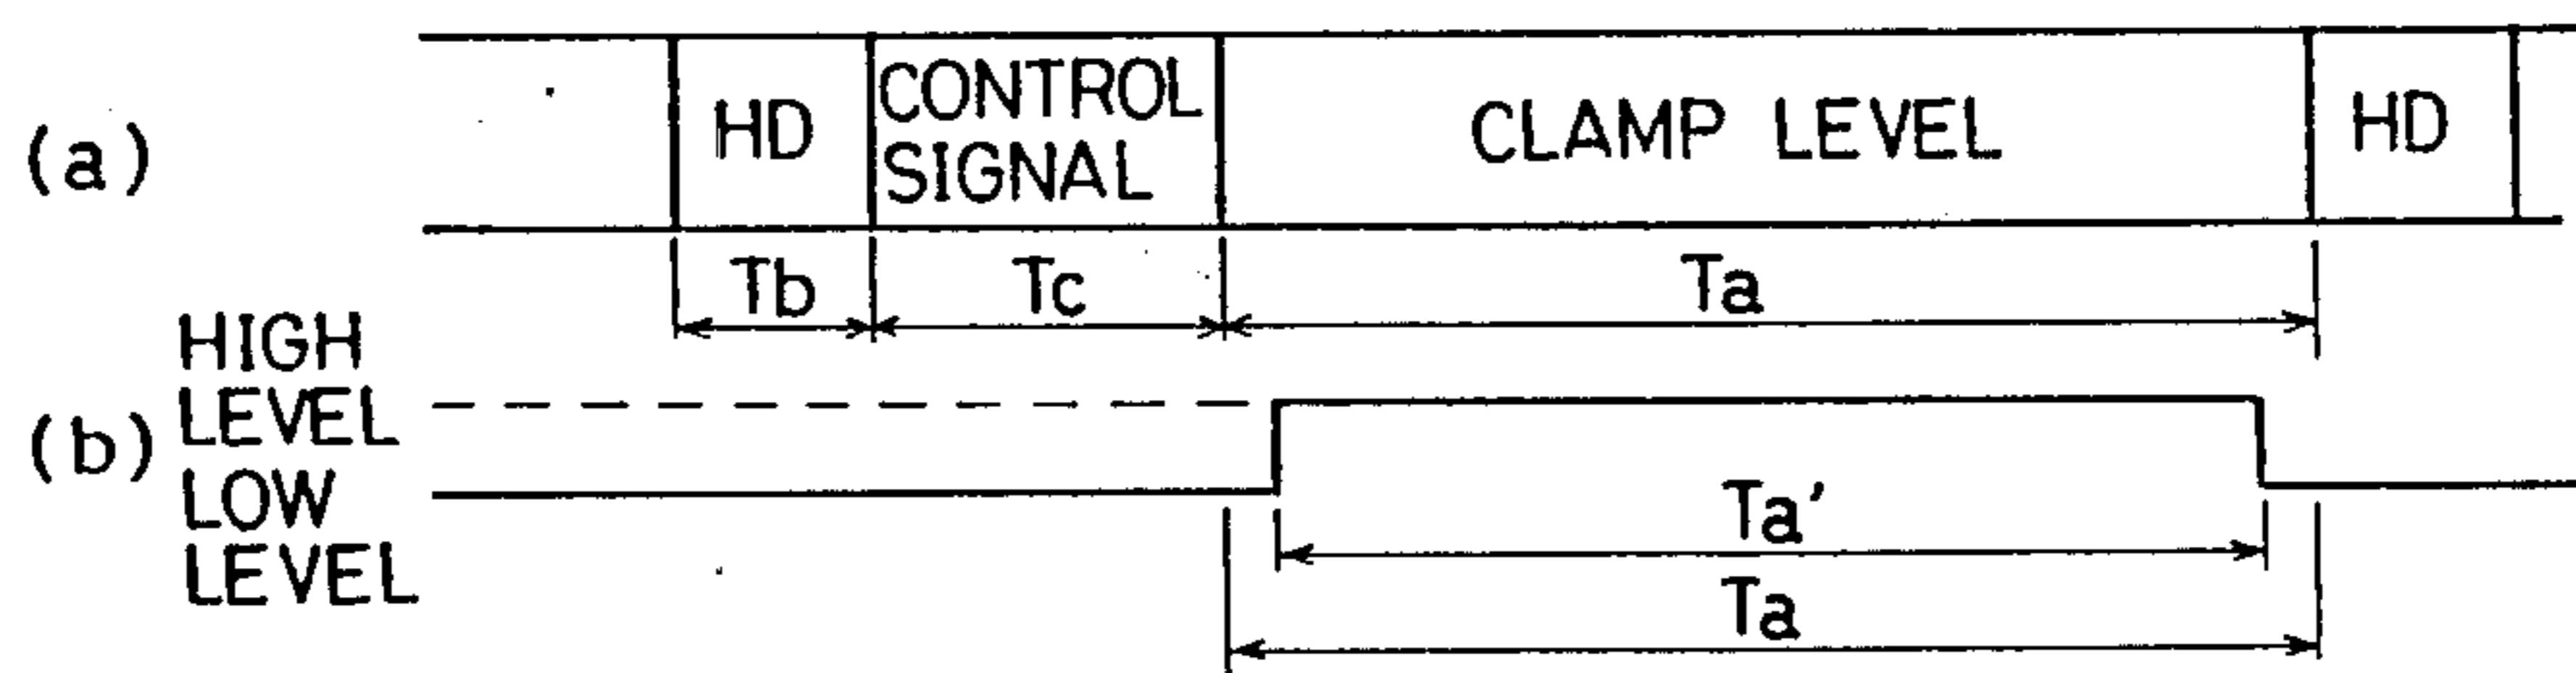 (a)
HD
CONTROL
SIGNAL
CLAMP LEVEL
HD
Tb
Tc
Ta
(b)
HIGH
LEVEL
LOW
LEVEL
Ta'
Ta